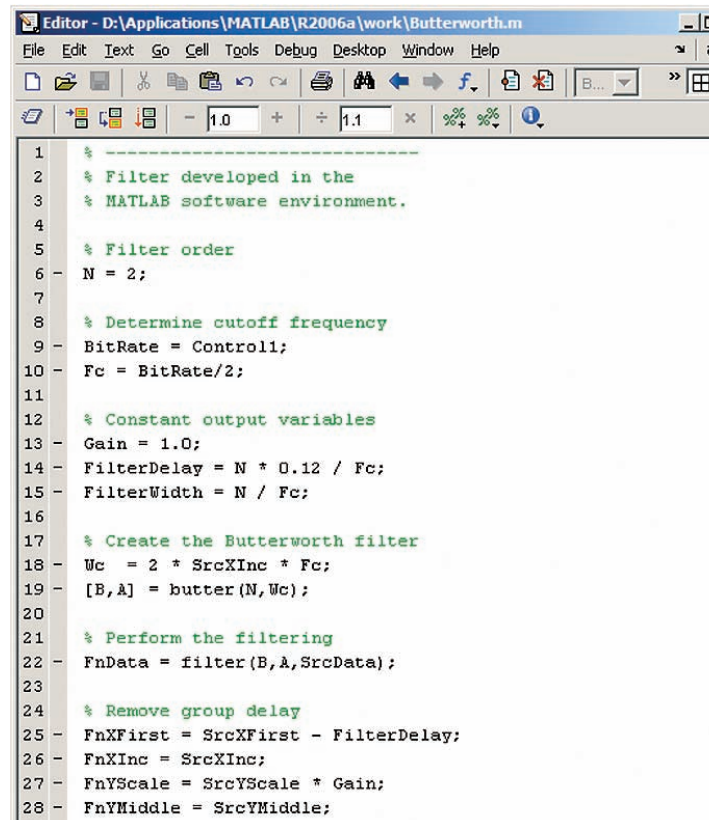 Editor - D:\Applications\MATLAB\R2006a\work\Butterworth.m
File Edit Text Go Cell Tools Debug Desktop Window Help
B...
- 1.0 + ÷ 1.1 ×
1 % -----------------------------
2 % Filter developed in the
3 % MATLAB software environment.
4
5 % Filter order
6 - N = 2;
7
8 % Determine cutoff frequency
9 - BitRate = Control1;
10 - Fc = BitRate/2;
11
12 % Constant output variables
13 - Gain = 1.0;
14 - FilterDelay = N * 0.12 / Fc;
15 - FilterWidth = N / Fc;
16
17 % Create the Butterworth filter
18 - Wc  = 2 * SrcXInc * Fc;
19 - [B,A] = butter(N,Wc);
20
21 % Perform the filtering
22 - FnData = filter(B,A,SrcData);
23
24 % Remove group delay
25 - FnXFirst = SrcXFirst - FilterDelay;
26 - FnXInc = SrcXInc;
27 - FnYScale = SrcYScale * Gain;
28 - FnYMiddle = SrcYMiddle;